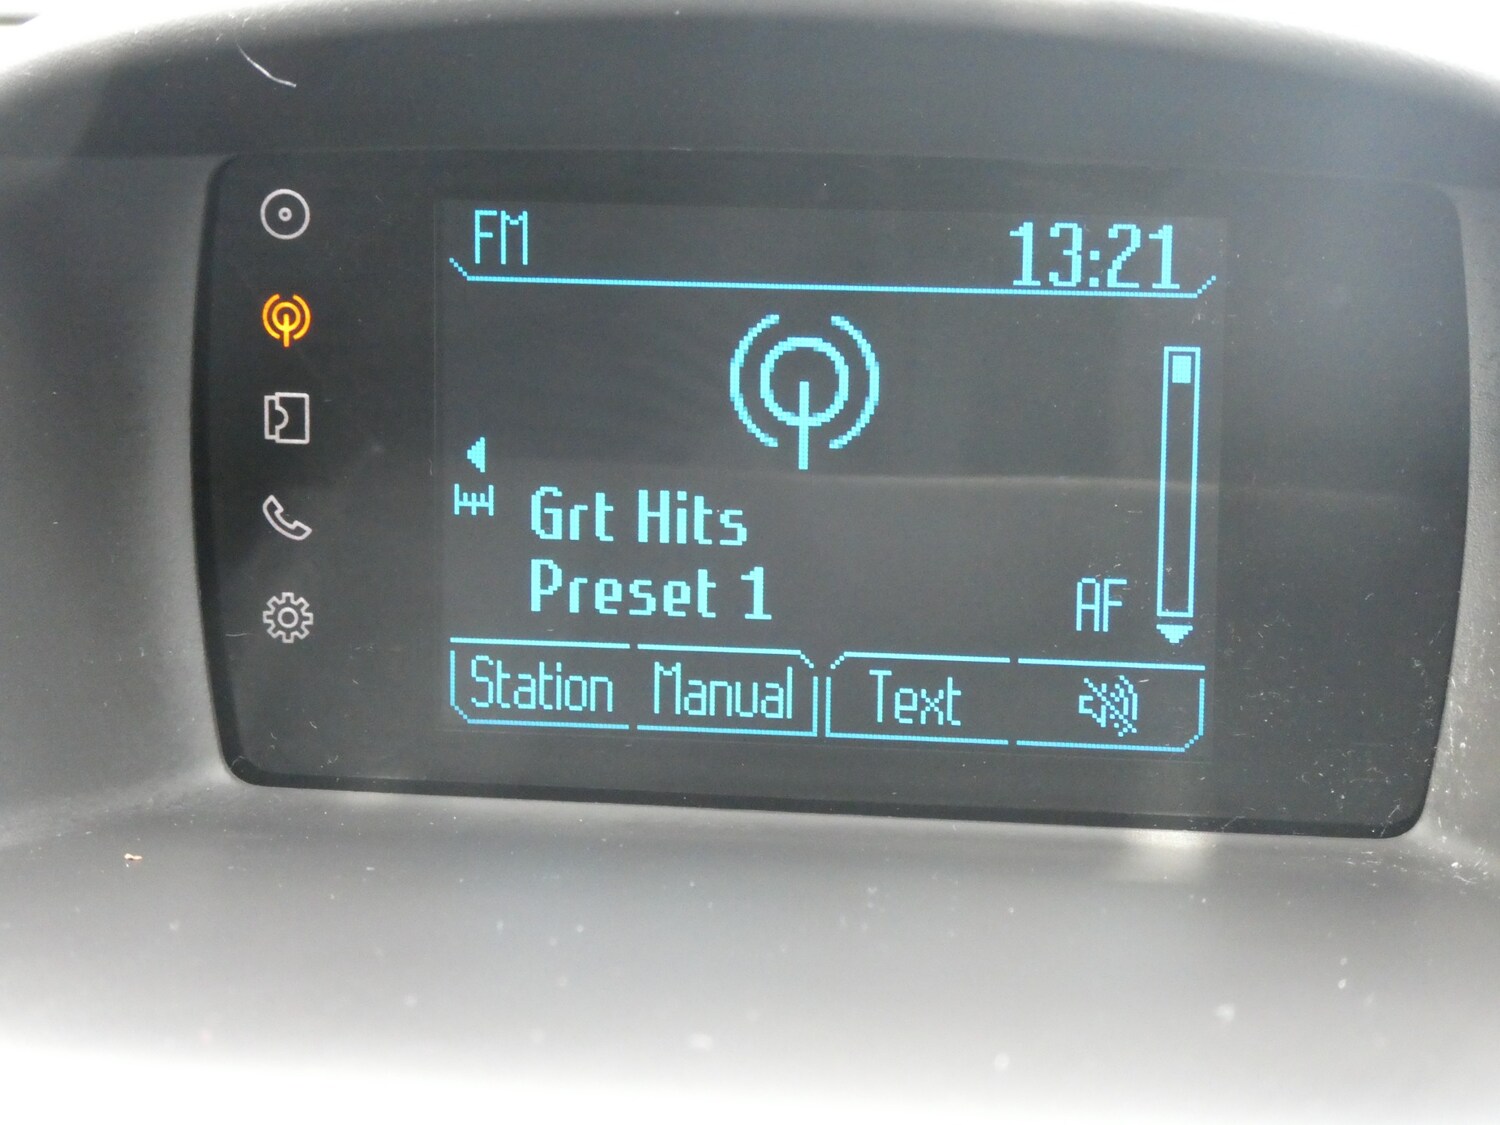 FM 13:21
Grt Hits
Preset 1
AF
Station Manual Text